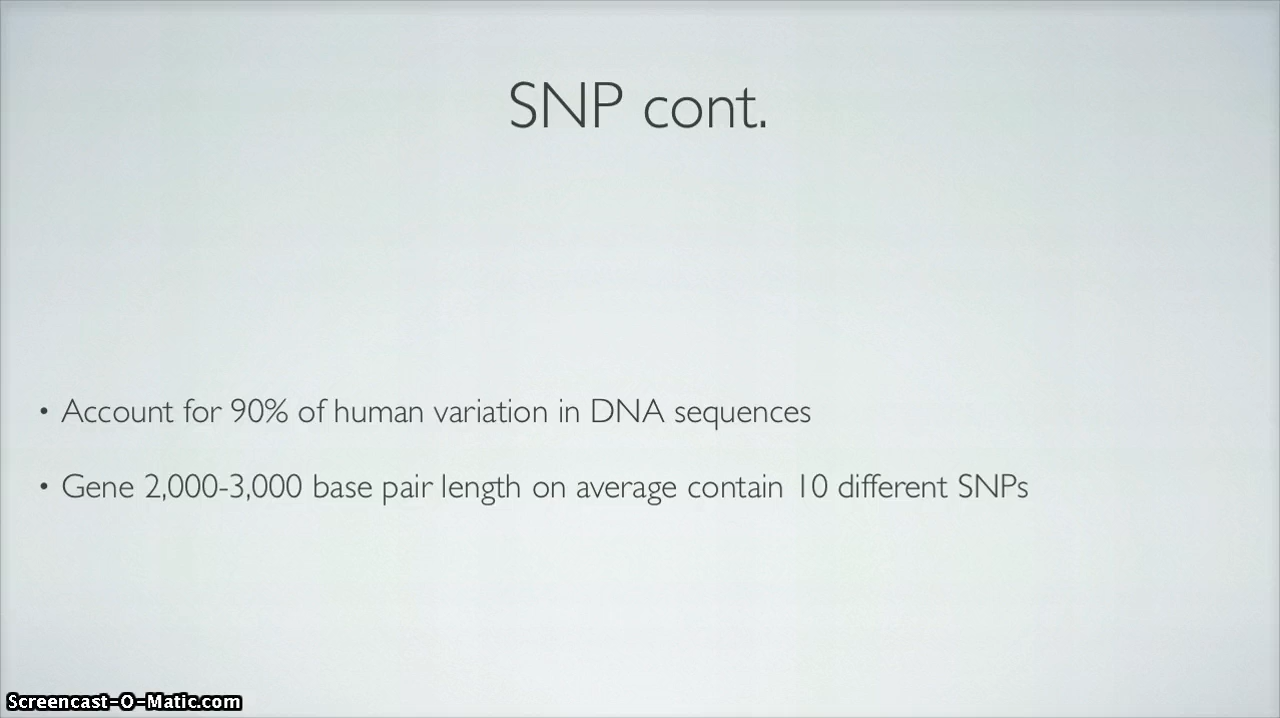 SNP cont.
• Account for 90% of human variation in DNA sequences
• Gene 2,000-3,000 base pair length on average contain 10 different SNPs
Screencast-O-Matic.com